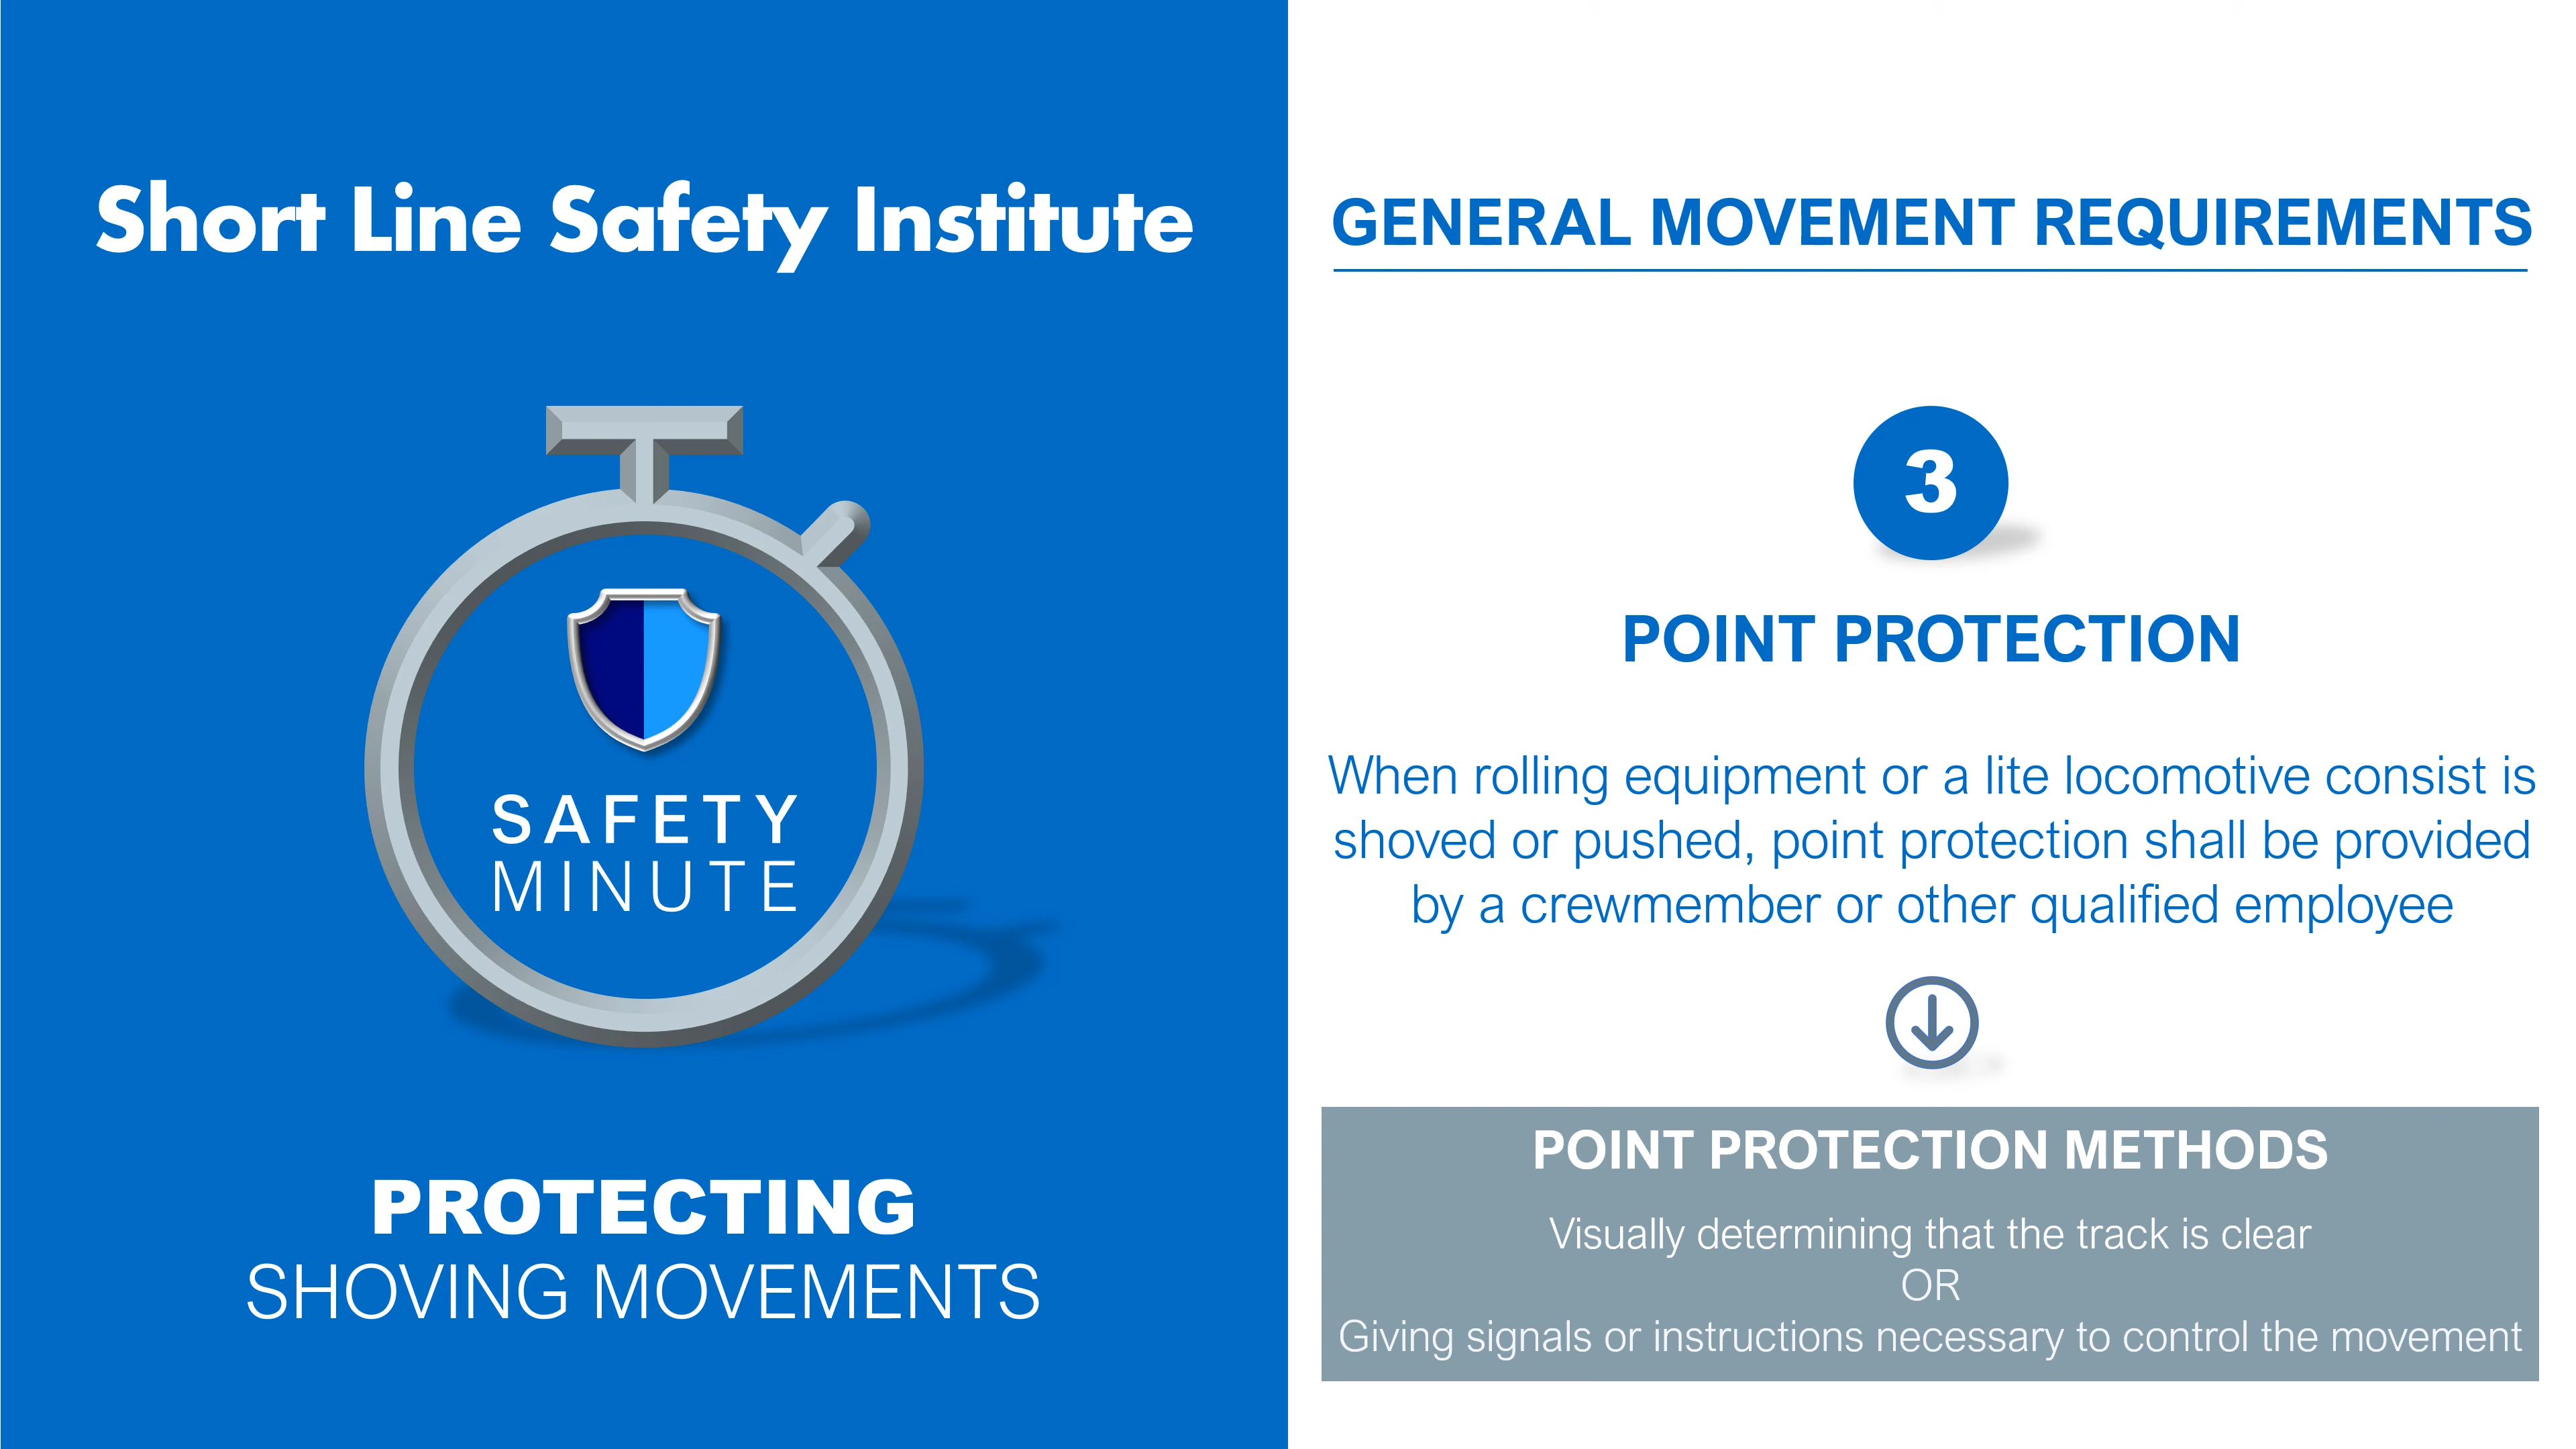 Short Line Safety Institute
SAFETY
MINUTE
PROTECTING
SHOVING MOVEMENTS
GENERAL MOVEMENT REQUIREMENTS
3
POINT PROTECTION
When rolling equipment or a lite locomotive consist is
shoved or pushed, point protection shall be provided
by a crewmember or other qualified employee
POINT PROTECTION METHODS
Visually determining that the track is clear
OR
Giving signals or instructions necessary to control the movement